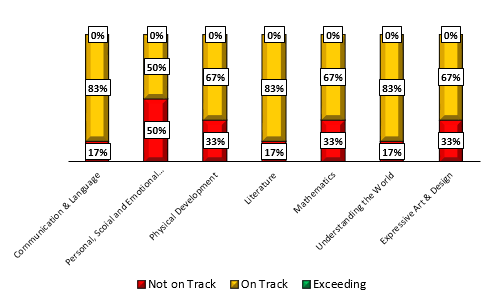 0% 0% 0% 0% 0% 0% 0%
83% 50% 67% 83% 67% 83% 67%
17% 50% 33% 17% 33% 17% 33%
Communication & Language
Personal, Scoial and Emotional...
Physical Development
Literature
Mathematics
Understanding the World
Expressive Art & Design
Not on Track On Track Exceeding